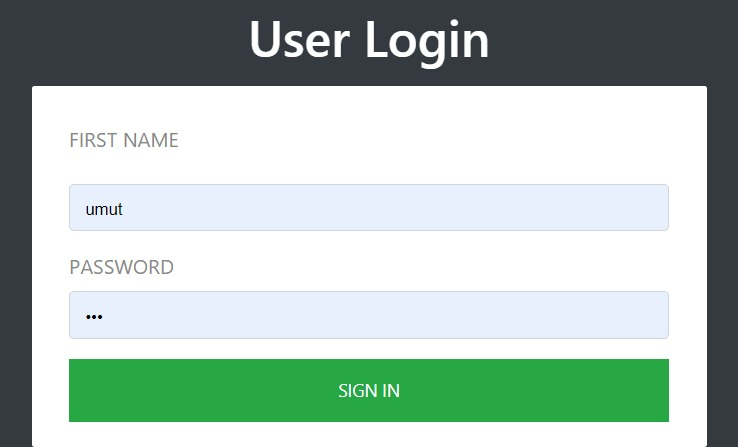 User Login
FIRST NAME
umut
PASSWORD
•••
SIGN IN